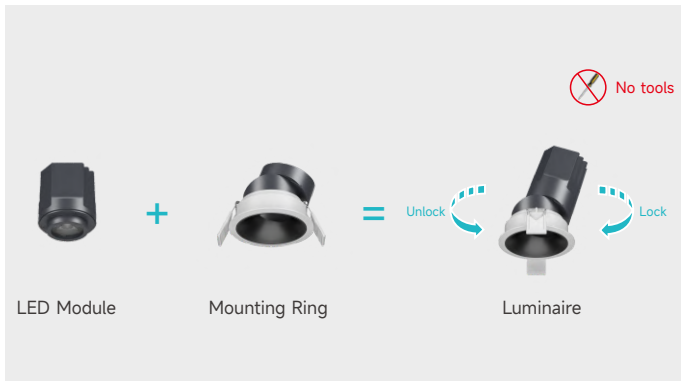 No tools
+
=
Unlock
Lock
LED Module
Mounting Ring
Luminaire